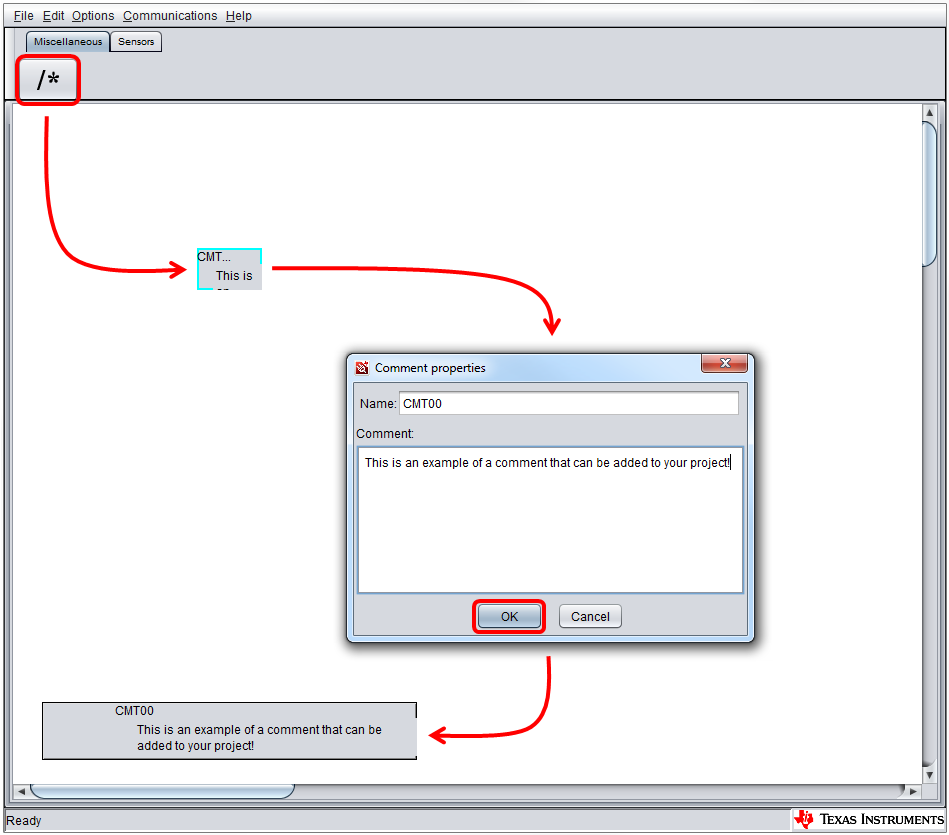 File Edit Options Communications Help
Miscellaneous Sensors
/*
CMT...
This is
Comment properties
Name: CMT00
Comment:
This is an example of a comment that can be added to your project!
OK Cancel
CMT00
This is an example of a comment that can be
added to your project!
Ready
TEXAS INSTRUMENTS